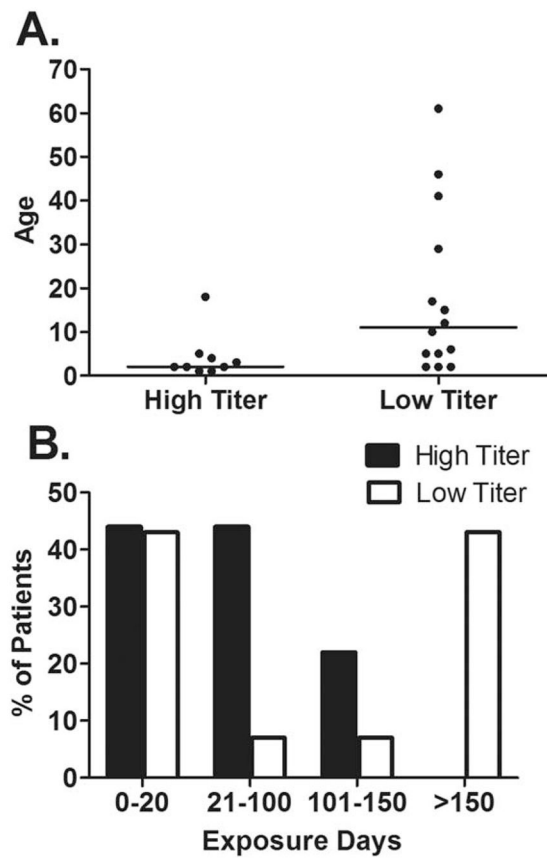 A.
70
60
50
40
30
20
10
0
Age
High Titer Low Titer
B.
High Titer
Low Titer
50
40
30
20
10
0
% of Patients
0-20 21-100 101-150 >150
Exposure Days